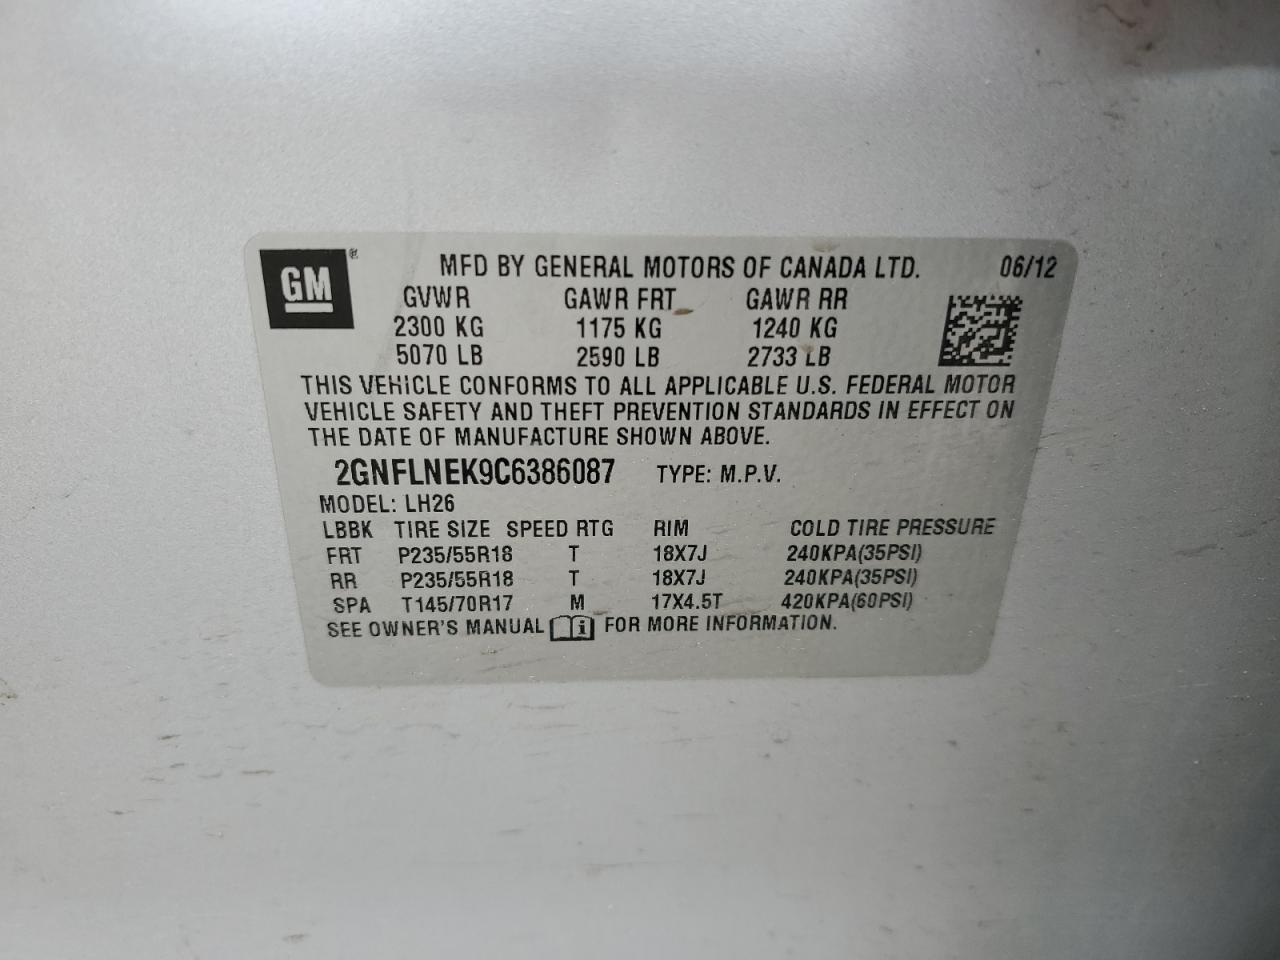 GM®
MFD BY GENERAL MOTORS OF CANADA LTD. 06/12
GVWR GAWR FRT GAWR RR
2300 KG 1175 KG 1240 KG
5070 LB 2590 LB 2733 LB
THIS VEHICLE CONFORMS TO ALL APPLICABLE U.S. FEDERAL MOTOR
VEHICLE SAFETY AND THEFT PREVENTION STANDARDS IN EFFECT ON
THE DATE OF MANUFACTURE SHOWN ABOVE.
2GNFLNEK9C6386087 TYPE: M.P.V.
MODEL: LH26
LBBK TIRE SIZE SPEED RTG RIM COLD TIRE PRESSURE
FRT P235/55R18 T 18X7J 240KPA(35PSI)
RR P235/55R18 T 18X7J 240KPA(35PSI)
SPA T145/70R17 M 17X4.5T 420KPA(60PSI)
SEE OWNER'S MANUAL i FOR MORE INFORMATION.